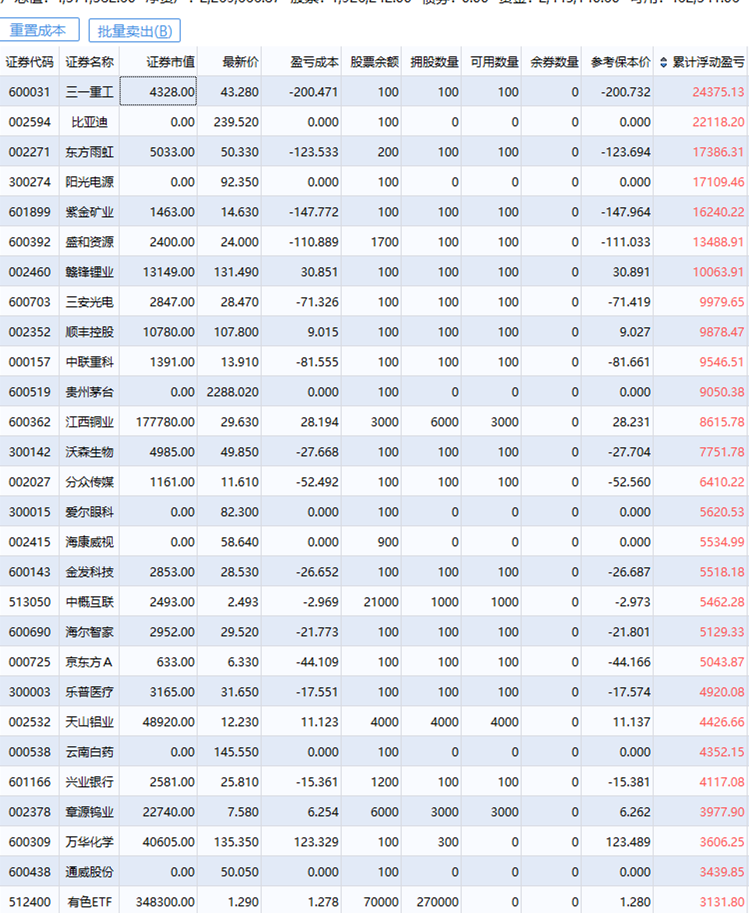 重置成本 批量卖出(B)
证券代码 证券名称 证券市值 最新价 盈亏成本 股票余额 拥股数量 可用数量 余券数量 参考保本价 累计浮动盈亏
600031 三一重工 4328.00 43.280 -200.471 100 100 100 0 -200.732 24375.13
002594 比亚迪 0.00 239.520 0.000 100 0 0 0 0.000 22118.20
002271 东方雨虹 5033.00 50.330 -123.533 200 100 100 0 -123.694 17386.31
300274 阳光电源 0.00 92.350 0.000 100 0 0 0 0.000 17109.46
601899 紫金矿业 1463.00 14.630 -147.772 100 100 100 0 -147.964 16240.22
600392 盛和资源 2400.00 24.000 -110.889 1700 100 100 0 -111.033 13488.91
002460 赣锋锂业 13149.00 131.490 30.851 100 100 100 0 30.891 10063.91
600703 三安光电 2847.00 28.470 -71.326 100 100 100 0 -71.419 9979.65
002352 顺丰控股 10780.00 107.800 9.015 100 100 100 0 9.027 9878.47
000157 中联重科 1391.00 13.910 -81.555 100 100 100 0 -81.661 9546.51
600519 贵州茅台 0.00 2288.020 0.000 100 0 0 0 0.000 9050.38
600362 江西铜业 177780.00 29.630 28.194 3000 6000 3000 0 28.231 8615.78
300142 沃森生物 4985.00 49.850 -27.668 100 100 100 0 -27.704 7751.78
002027 分众传媒 1161.00 11.610 -52.492 100 100 100 0 -52.560 6410.22
300015 爱尔眼科 0.00 82.300 0.000 100 0 0 0 0.000 5620.53
002415 海康威视 0.00 58.640 0.000 900 0 0 0 0.000 5534.99
600143 金发科技 2853.00 28.530 -26.652 100 100 100 0 -26.687 5518.18
513050 中概互联 2493.00 2.493 -2.969 21000 1000 1000 0 -2.973 5462.28
600690 海尔智家 2952.00 29.520 -21.773 100 100 100 0 -21.801 5129.33
000725 京东方A 633.00 6.330 -44.109 100 100 100 0 -44.166 5043.87
300003 乐普医疗 3165.00 31.650 -17.551 100 100 100 0 -17.574 4920.08
002532 天山铝业 48920.00 12.230 11.123 4000 4000 4000 0 11.137 4426.66
000538 云南白药 0.00 145.550 0.000 100 0 0 0 0.000 4352.15
601166 兴业银行 2581.00 25.810 -15.361 1200 100 100 0 -15.381 4117.08
002378 章源钨业 22740.00 7.580 6.254 6000 3000 3000 0 6.262 3977.90
600309 万华化学 40605.00 135.350 123.329 100 300 0 0 123.489 3606.25
600438 通威股份 0.00 50.050 0.000 100 0 0 0 0.000 3439.85
512400 有色ETF 348300.00 1.290 1.278 70000 270000 0 0 1.280 3131.80